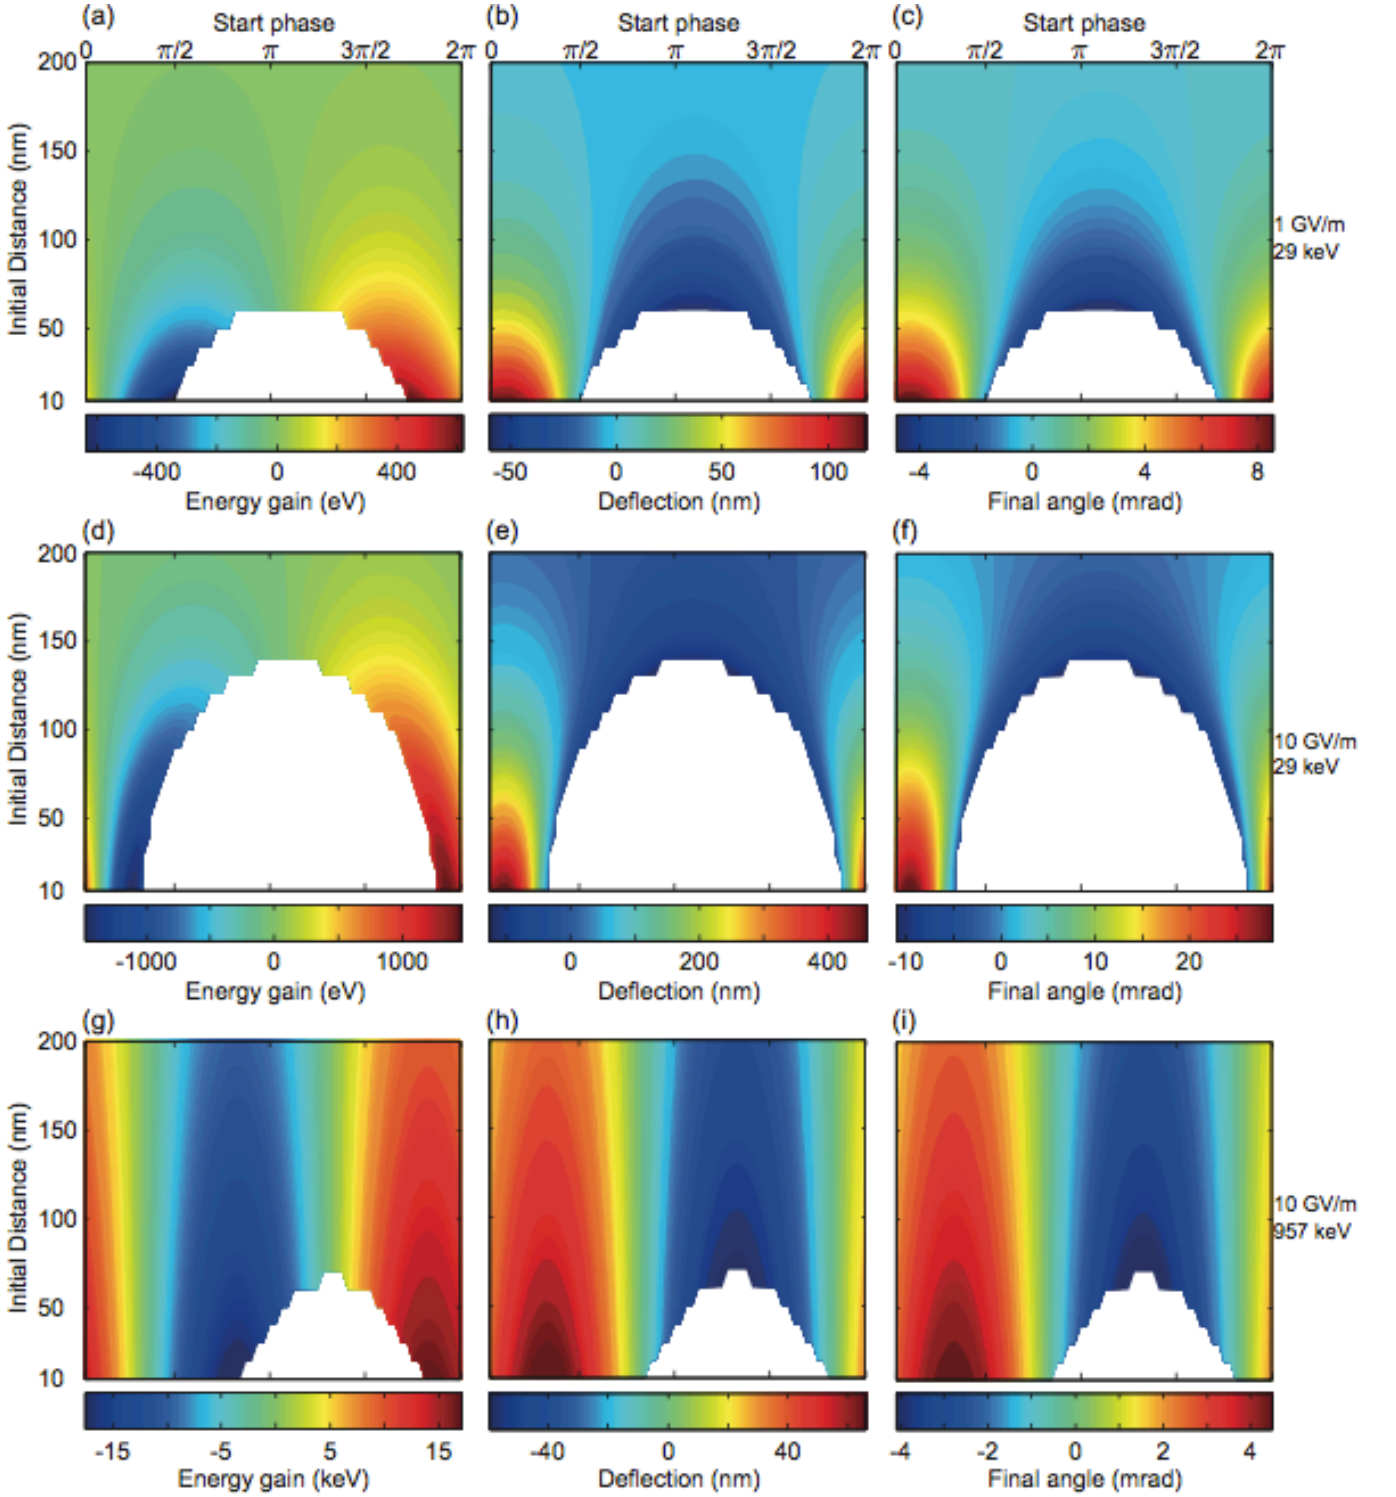 (a) (b) (c)
Start phase Start phase Start phase
0 π/2 π 3π/2 2π 0 π/2 π 3π/2 2π 0 π/2 π 3π/2 2π
200
150
100
50
10
Initial Distance (nm)
1 GV/m
29 keV
-400 0 400 -50 0 50 100 -4 0 4 8
Energy gain (eV) Deflection (nm) Final angle (mrad)
(d) (e) (f)
200
150
100
50
10
Initial Distance (nm)
10 GV/m
29 keV
-1000 0 1000 0 200 400 -10 0 10 20
Energy gain (eV) Deflection (nm) Final angle (mrad)
(g) (h) (i)
200
150
100
50
10
Initial Distance (nm)
10 GV/m
957 keV
-15 -5 5 15 -40 0 40 -4 -2 0 2 4
Energy gain (keV) Deflection (nm) Final angle (mrad)